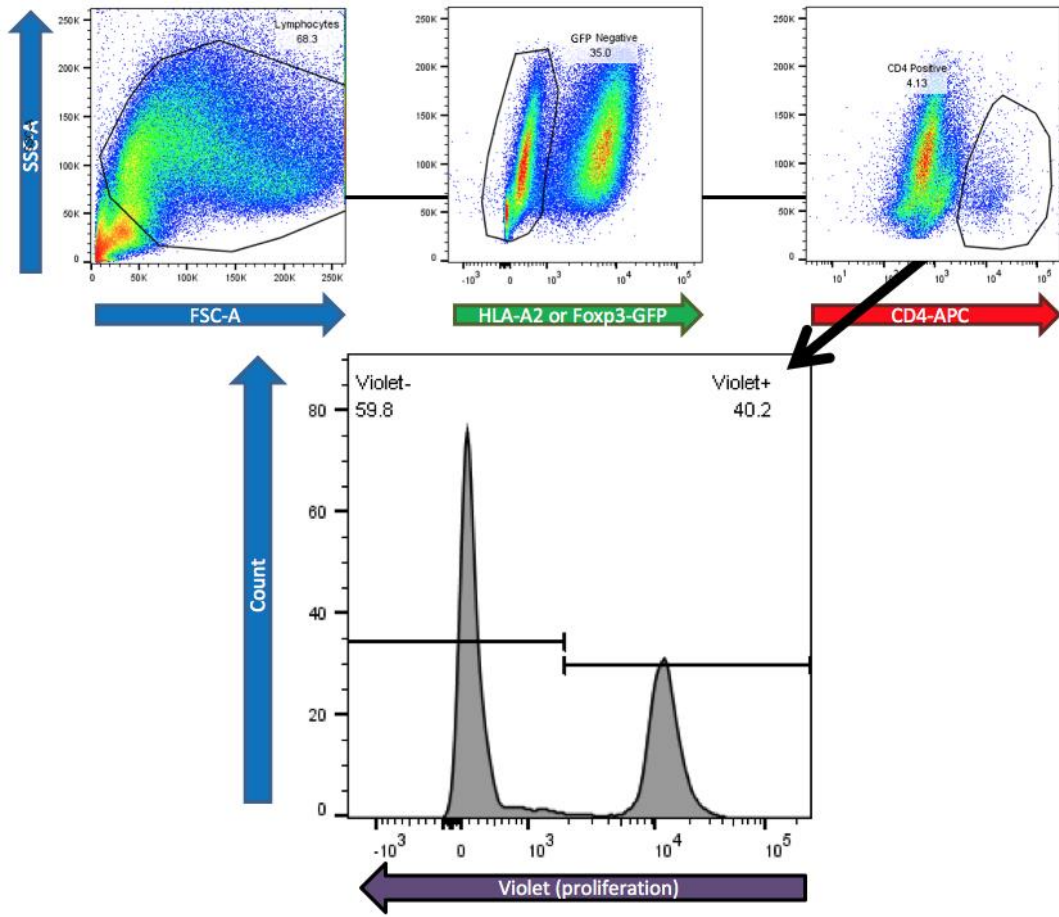 Lymphocytes
68.3
250K
200K
150K
100K
50K
0
0
50K
100K
150K
200K
250K
SSC-A
FSC-A
GFP Negative
35.0
250K
200K
150K
100K
50K
0
-10³
0
10³
10⁴
10⁵
HLA-A2 or Foxp3-GFP
CD4 Positive
4.13
250K
200K
150K
100K
50K
0
10¹
10²
10³
10⁴
10⁵
CD4-APC
Violet-
59.8
Violet+
40.2
80
60
40
20
0
Count
-10³
0
10³
10⁴
10⁵
Violet (proliferation)